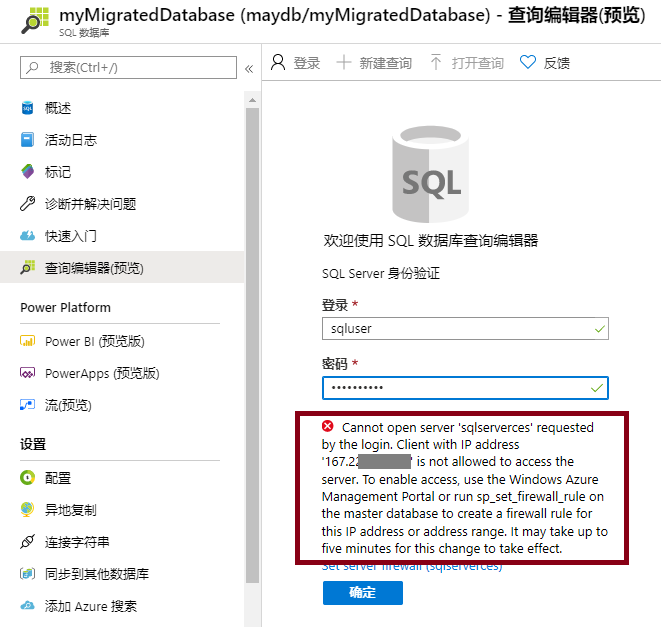 myMigratedDatabase (maydb/myMigratedDatabase) - 查询编辑器(预览)
SQL 数据库
搜索(Ctrl+/)
«
登录
新建查询
打开查询
反馈
概述
活动日志
标记
诊断并解决问题
快速入门
查询编辑器(预览)
Power Platform
Power BI (预览版)
PowerApps (预览版)
流(预览)
设置
配置
异地复制
连接字符串
同步到其他数据库
添加 Azure 搜索
SQL
欢迎使用 SQL 数据库查询编辑器
SQL Server 身份验证
登录 *
sqluser
密码 *
••••••••••
Cannot open server 'sqlserverces' requested
by the login. Client with IP address
'167.22 ' is not allowed to access the
server. To enable access, use the Windows Azure
Management Portal or run sp_set_firewall_rule on
the master database to create a firewall rule for
this IP address or address range. It may take up to
five minutes for this change to take effect.
Set server firewall (sqlserverces)
确定